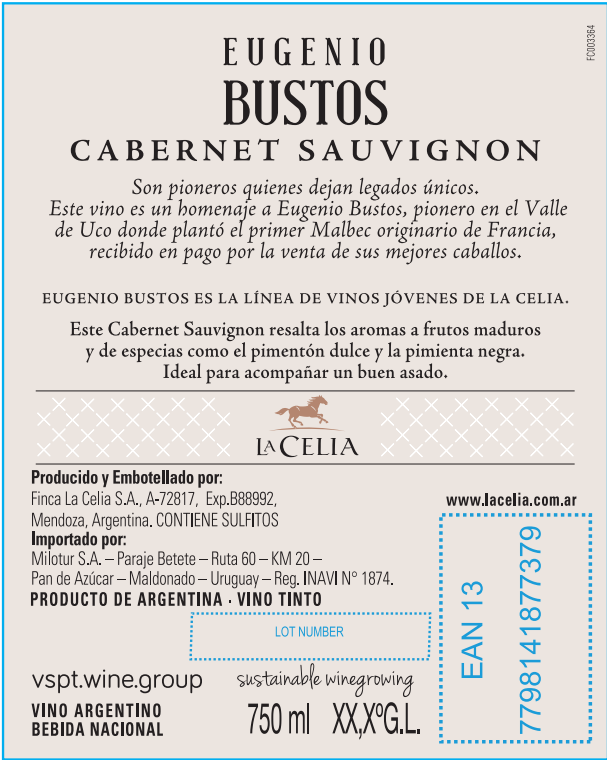 FC003364
EUGENIO
BUSTOS
CABERNET SAUVIGNON
Son pioneros quienes dejan legados únicos.
Este vino es un homenaje a Eugenio Bustos, pionero en el Valle
de Uco donde plantó el primer Malbec originario de Francia,
recibido en pago por la venta de sus mejores caballos.
EUGENIO BUSTOS ES LA LÍNEA DE VINOS JÓVENES DE LA CELIA.
Este Cabernet Sauvignon resalta los aromas a frutos maduros
y de especias como el pimentón dulce y la pimienta negra.
Ideal para acompañar un buen asado.
LA CELIA
Producido y Embotellado por:
Finca La Celia S.A., A-72817, Exp.B88992,
Mendoza, Argentina. CONTIENE SULFITOS
Importado por:
Milotur S.A. – Paraje Betete – Ruta 60 – KM 20 –
Pan de Azúcar – Maldonado – Uruguay – Reg. INAVI N° 1874.
PRODUCTO DE ARGENTINA · VINO TINTO
www.lacelia.com.ar
LOT NUMBER
EAN 13
7798141877379
vspt.wine.group
sustainable winegrowing
VINO ARGENTINO
BEBIDA NACIONAL
750 ml XX,XºG.L.